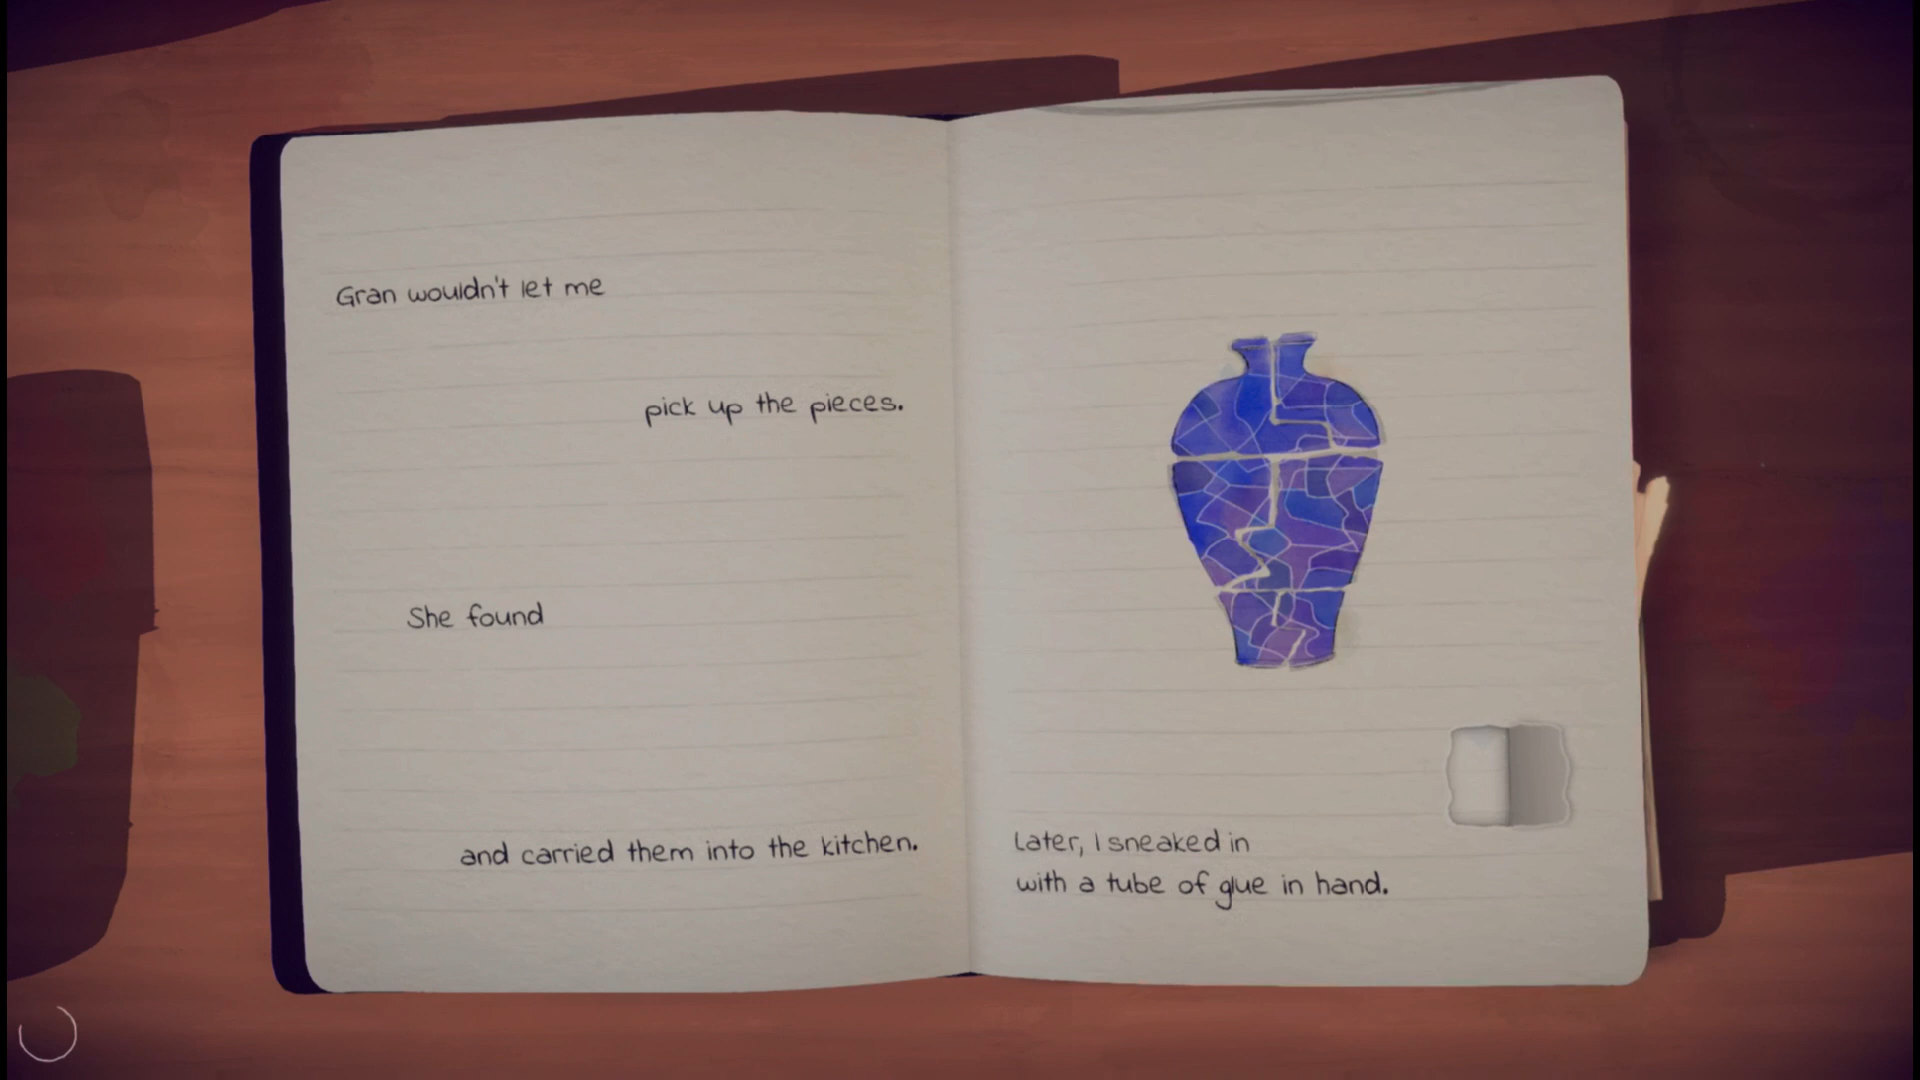 Gran wouldn't let me
pick up the pieces.
She found
and carried them into the kitchen.
Later, I sneaked in
with a tube of glue in hand.